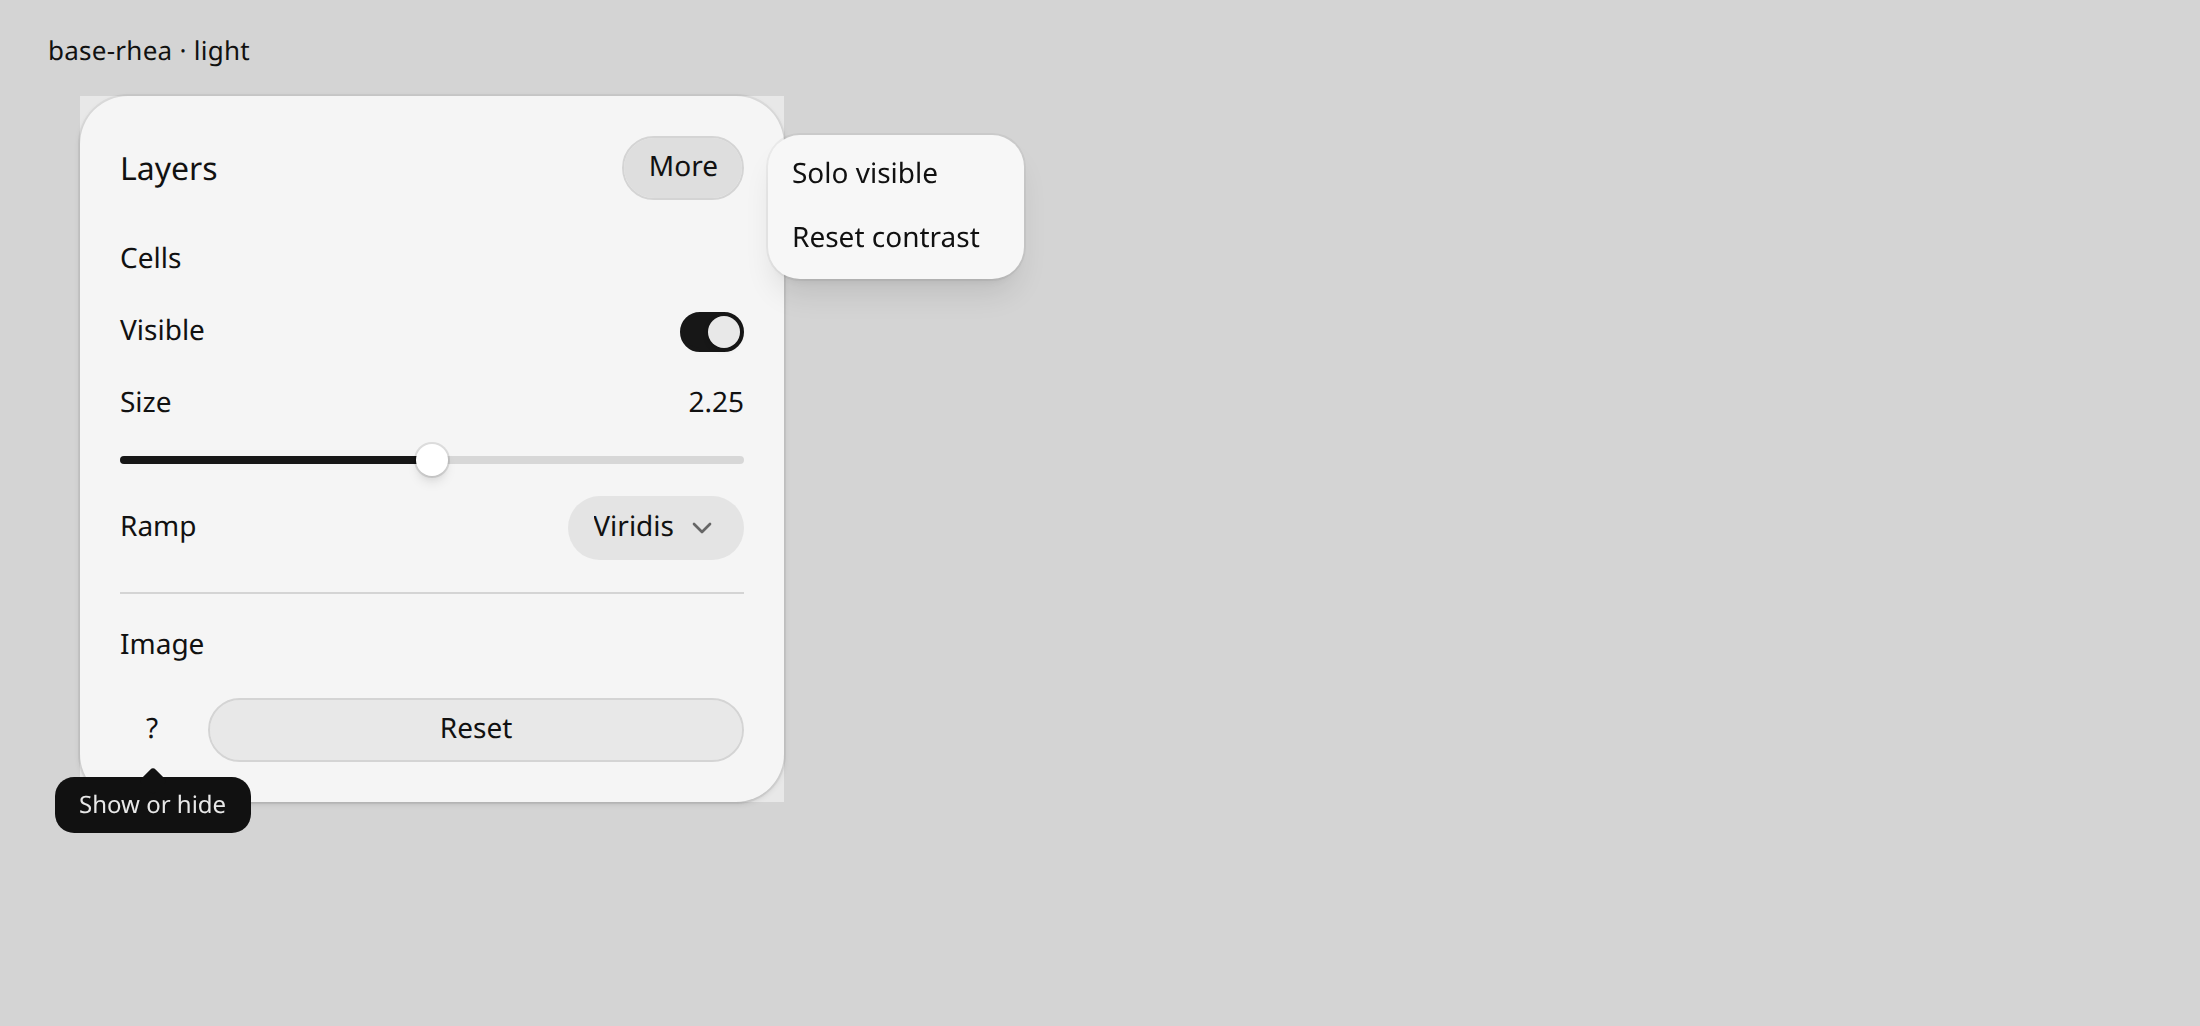 base-rhea · light
Layers
More
Solo visible
Reset contrast
Cells
Visible
Size
2.25
Ramp
Viridis
Image
?
Reset
Show or hide